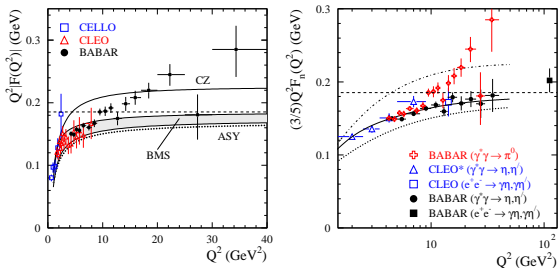 Q²|F(Q²)| (GeV)
0.3
0.2
0.1
0
0 10 20 30 40
Q² (GeV²)
CELLO
CLEO
BABAR
CZ
BMS
ASY
(3/5)Q²Fₙ(Q²) (GeV)
0.3
0.2
0.1
0
10 10²
Q² (GeV²)
BABAR (γ*γ → π⁰)
CLEO* (γ*γ → η,η′)
CLEO (e⁺e⁻ → γη,γη′)
BABAR (γ*γ → η,η′)
BABAR (e⁺e⁻ → γη,γη′)